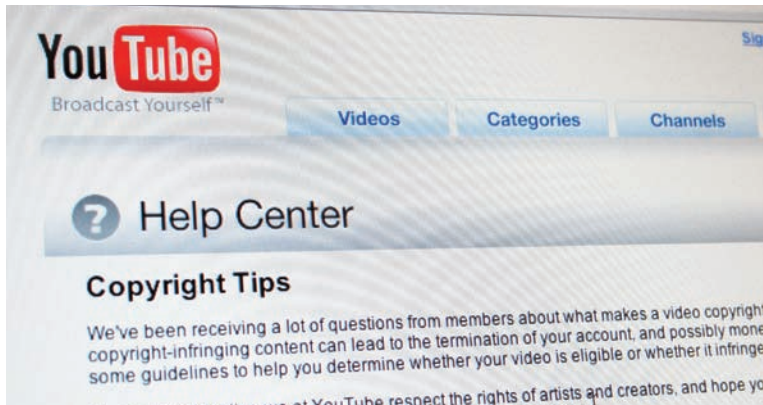 YouTube
Broadcast Yourself™
Videos Categories Channels
? Help Center
Copyright Tips
We've been receiving a lot of questions from members about what makes a video copyright
copyright-infringing content can lead to the termination of your account, and possibly
some guidelines to help you determine whether your video is eligible or whether it
at YouTube respect the rights of artists and creators, and hope